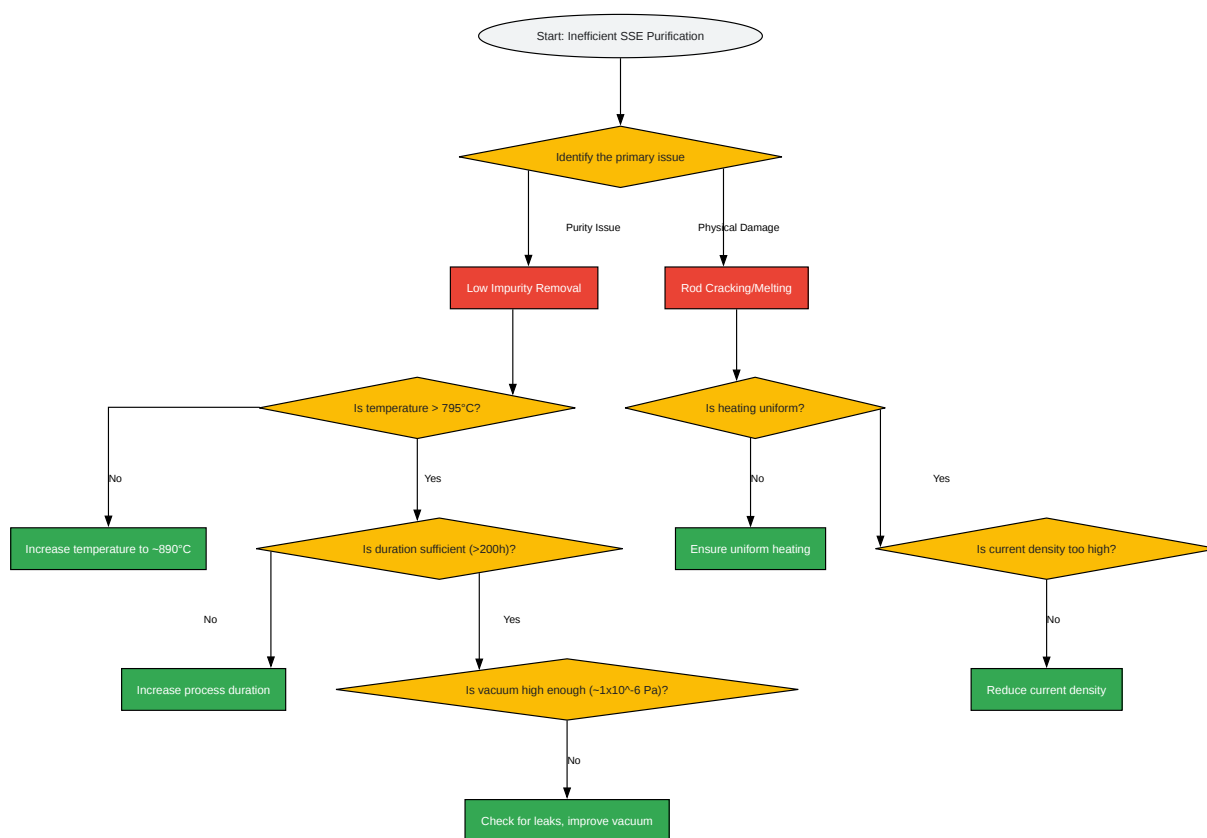 Start: Inefficient SSE Purification
Identify the primary issue
Purity Issue
Physical Damage
Low Impurity Removal
Rod Cracking/Melting
Is temperature > 795°C?
Is heating uniform?
No
Yes
No
Yes
Increase temperature to ~890°C
Is duration sufficient (>200h)?
Ensure uniform heating
Is current density too high?
No
Yes
No
Increase process duration
Is vacuum high enough (~1x10^-6 Pa)?
Reduce current density
No
Check for leaks, improve vacuum